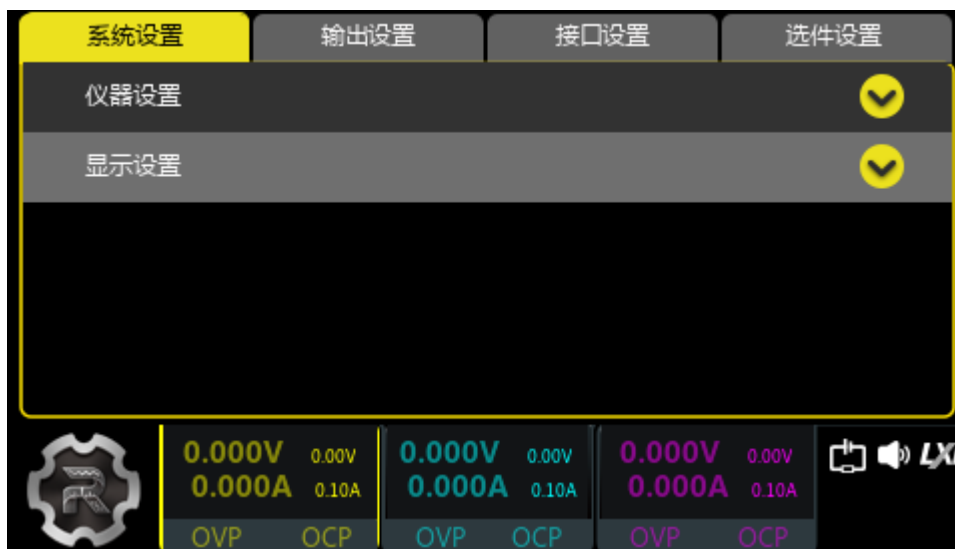 系统设置 输出设置 接口设置 选件设置
仪器设置
显示设置
0.000V 0.00V 0.000V 0.00V 0.000V 0.00V
0.000A 0.10A 0.000A 0.10A 0.000A 0.10A
OVP OCP OVP OCP OVP OCP
LXI